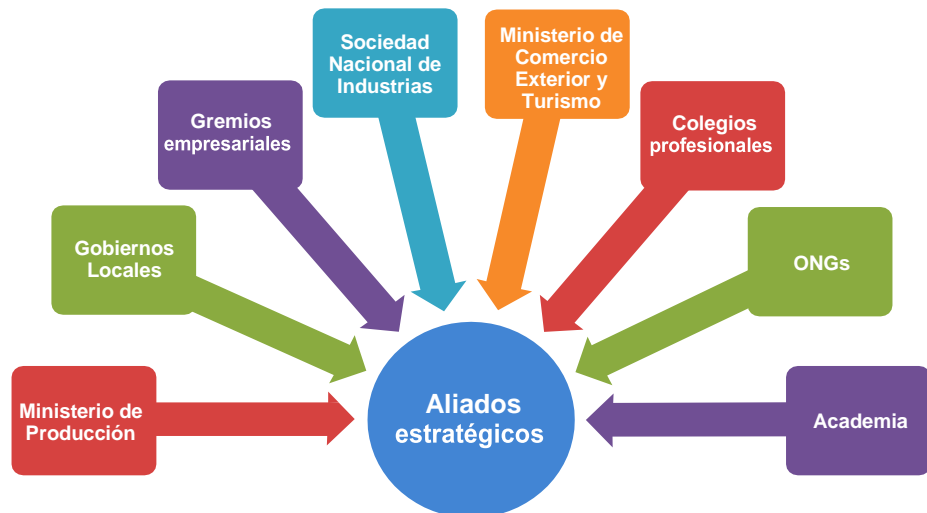 Sociedad
Nacional de
Industrias
Ministerio de
Comercio
Exterior y
Turismo
Gremios
empresariales
Colegios
profesionales
Gobiernos
Locales
ONGs
Ministerio de
Producción
Aliados
estratégicos
Academia